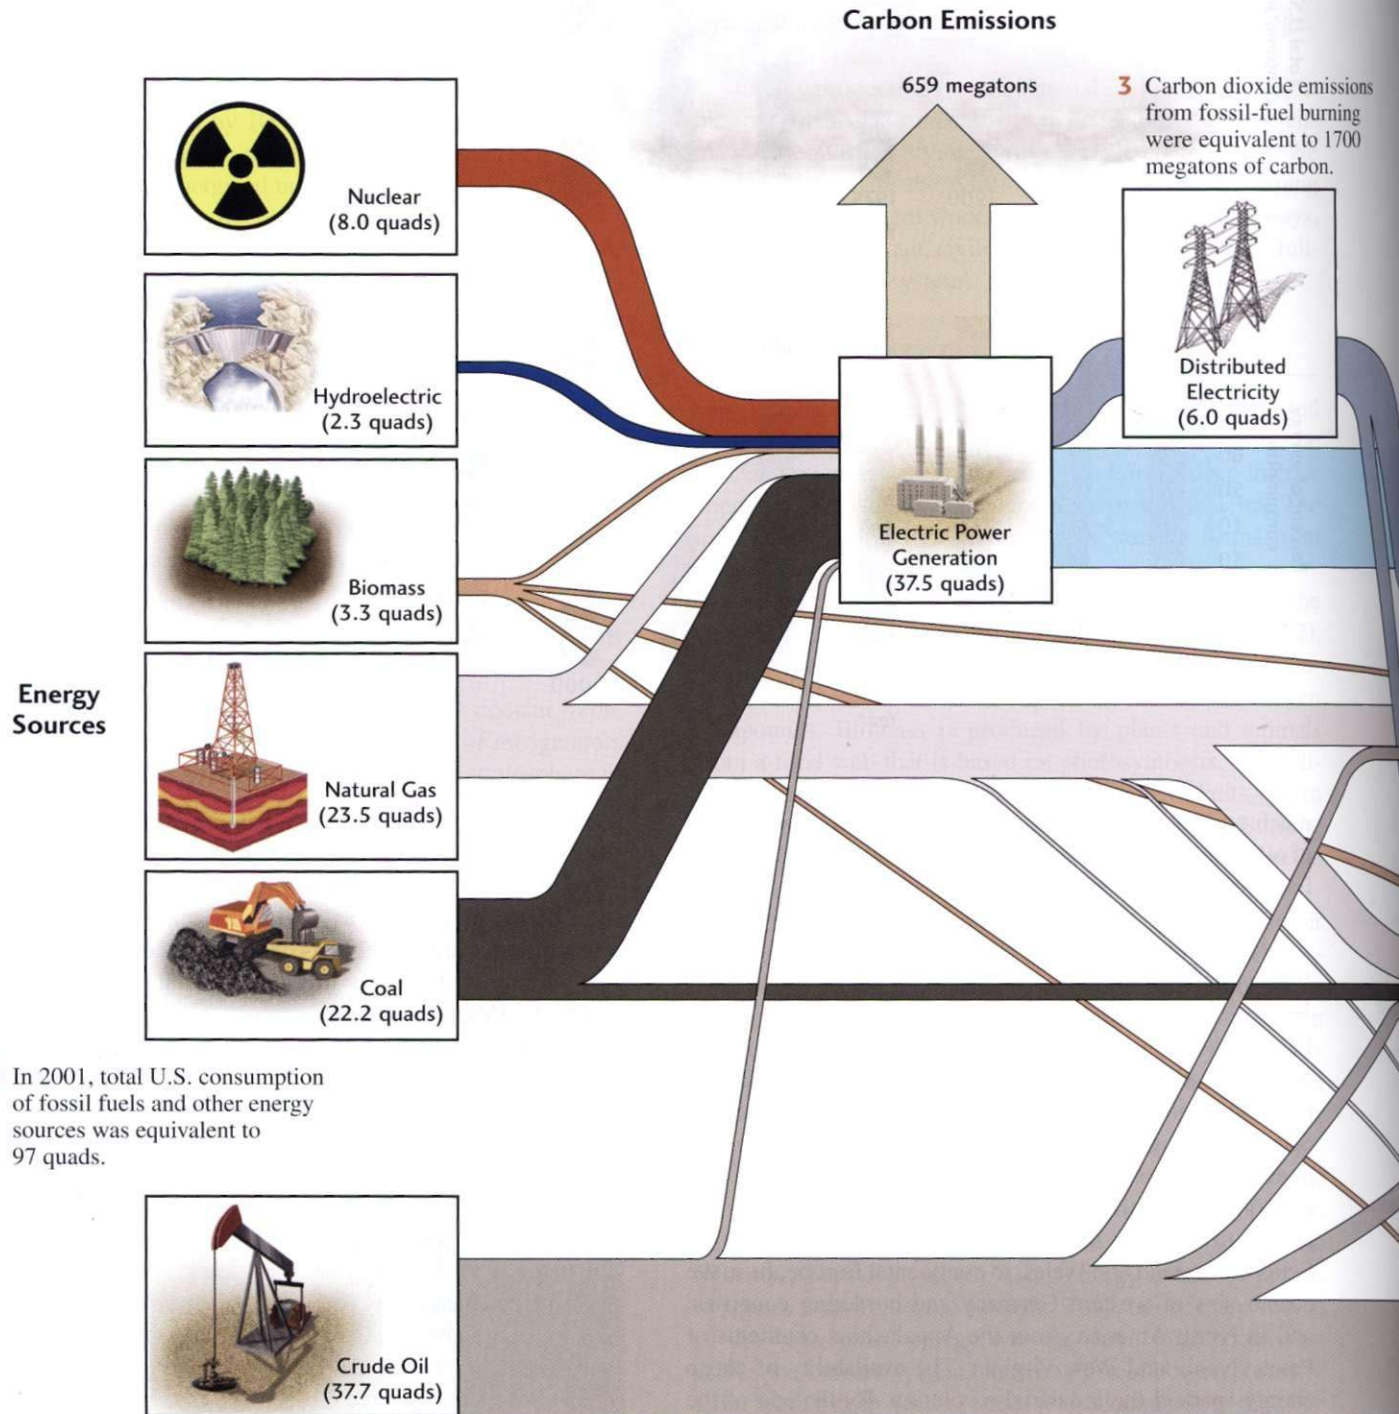 Carbon Emissions
659 megatons
3 Carbon dioxide emissions
from fossil-fuel burning
were equivalent to 1700
megatons of carbon.
Nuclear
(8.0 quads)
Hydroelectric
(2.3 quads)
Distributed
Electricity
(6.0 quads)
Biomass
(3.3 quads)
Electric Power
Generation
(37.5 quads)
Energy
Sources
Natural Gas
(23.5 quads)
Coal
(22.2 quads)
In 2001, total U.S. consumption
of fossil fuels and other energy
sources was equivalent to
97 quads.
Crude Oil
(37.7 quads)